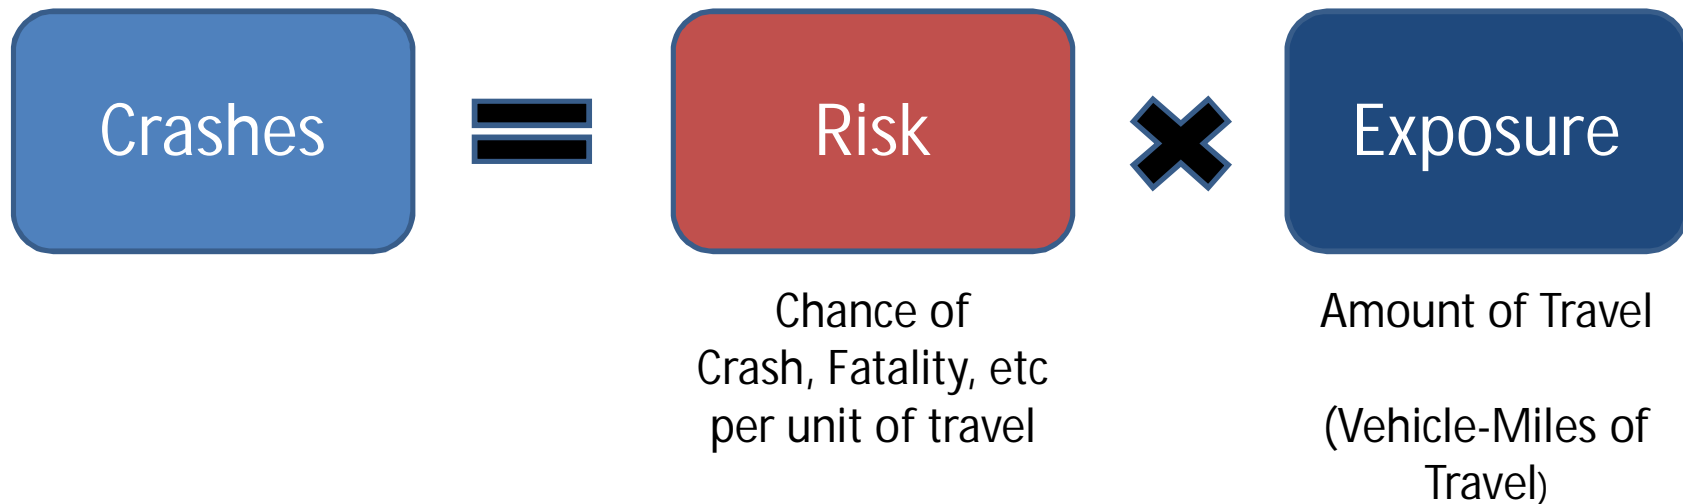 Crashes
Risk
Exposure
Chance of
Crash, Fatality, etc
per unit of travel
Amount of Travel
(Vehicle-Miles of
Travel)